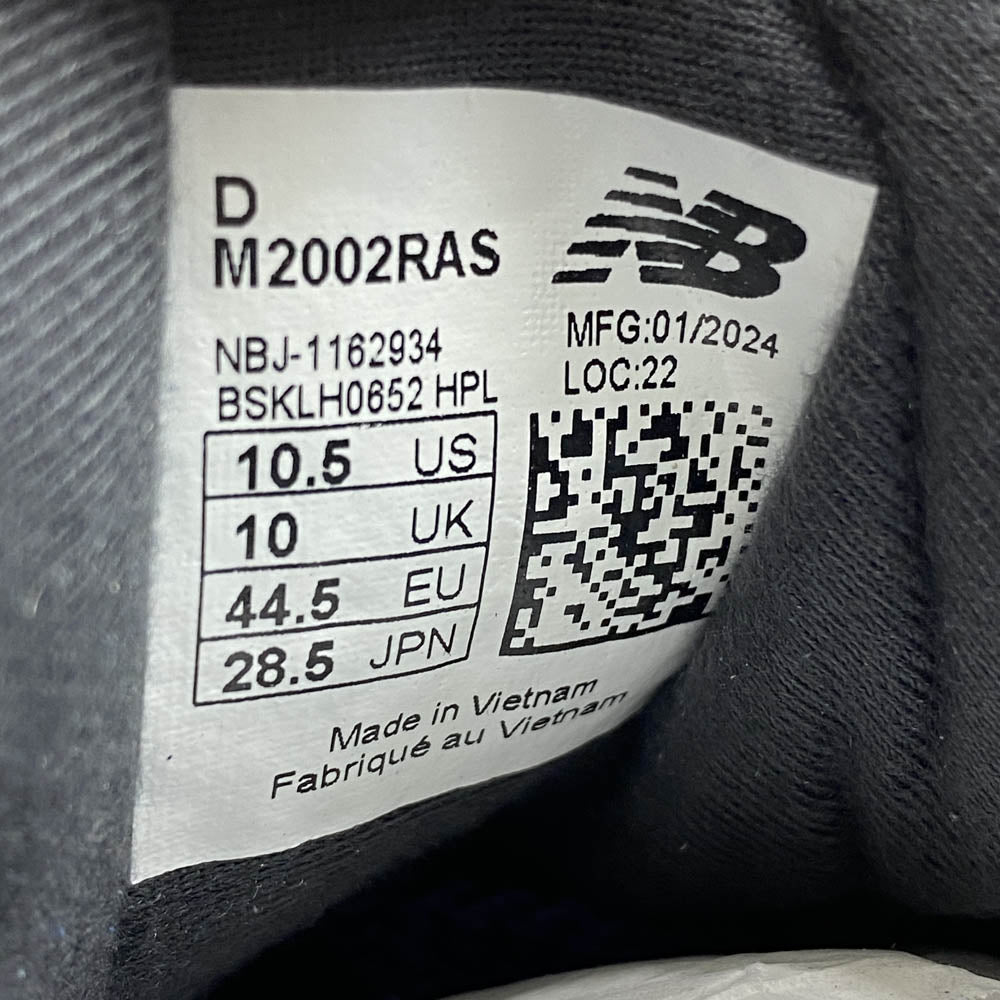 D
M2002RAS
NB
NBJ-1162934
BSKLH0652 HPL
MFG:01/2024
LOC:22
10.5 US
10 UK
44.5 EU
28.5 JPN
Made in Vietnam
Fabriqué au Vietnam